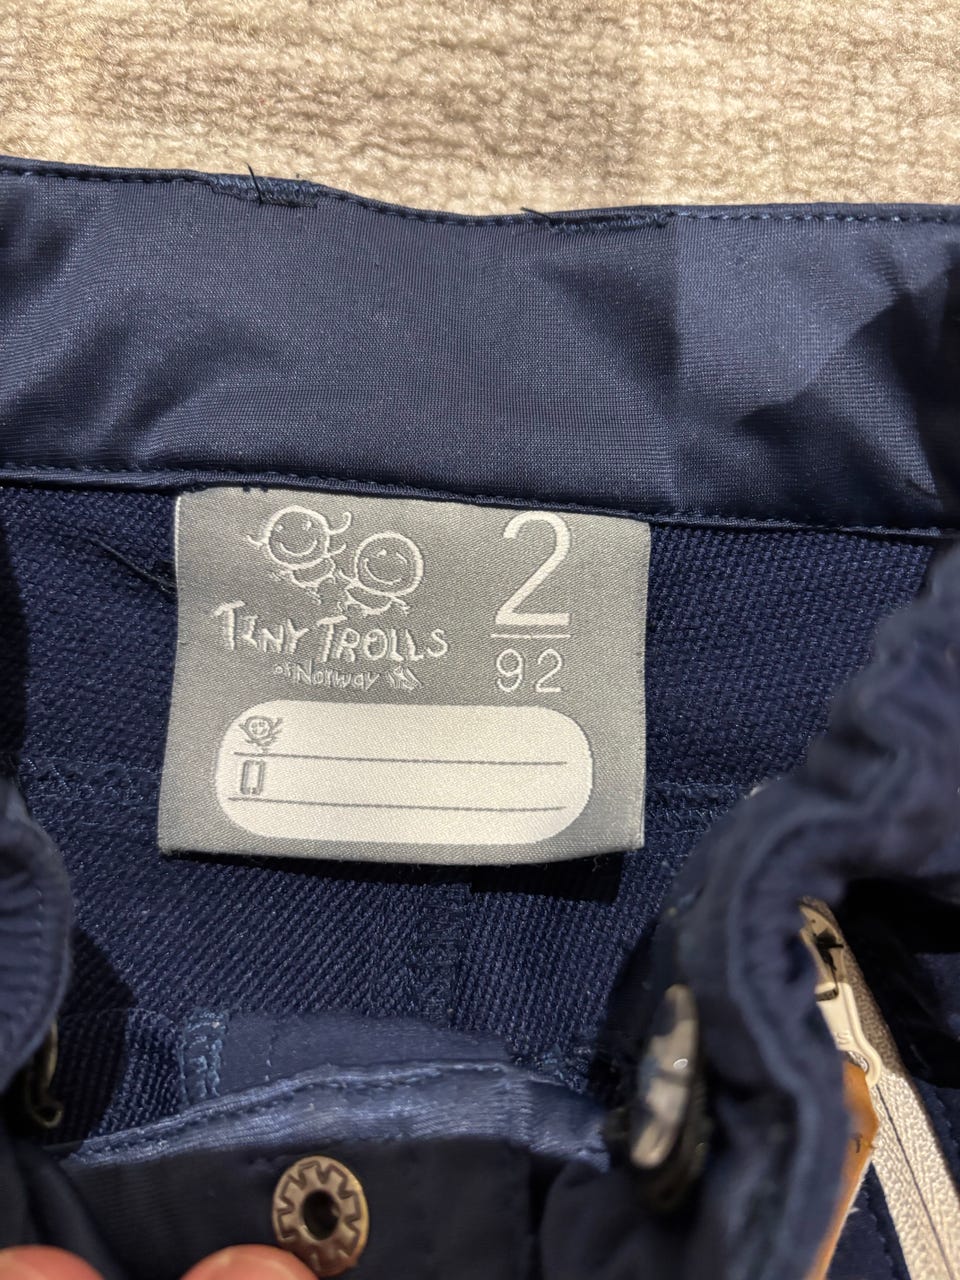 2
92
TINY TROLLS
of Norway